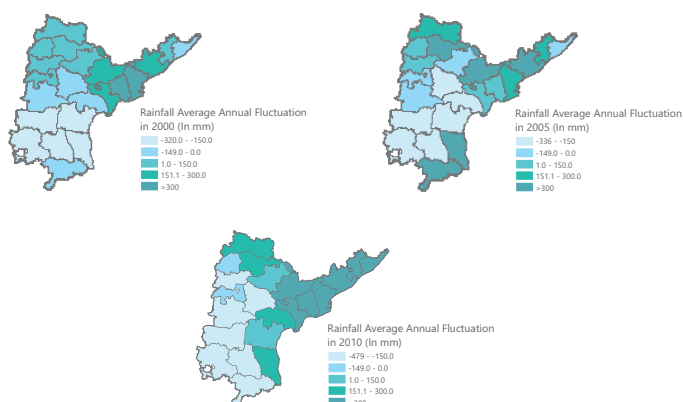 Rainfall Average Annual Fluctuation
in 2000 (In mm)
-320.0 - -150.0
-149.0 - 0.0
1.0 - 150.0
151.1 - 300.0
>300
Rainfall Average Annual Fluctuation
in 2005 (In mm)
-336 - -150
-149.0 - 0.0
1.0 - 150.0
151.1 - 300.0
>300
Rainfall Average Annual Fluctuation
in 2010 (In mm)
-479 - -150.0
-149.0 - 0.0
1.0 - 150.0
151.1 - 300.0